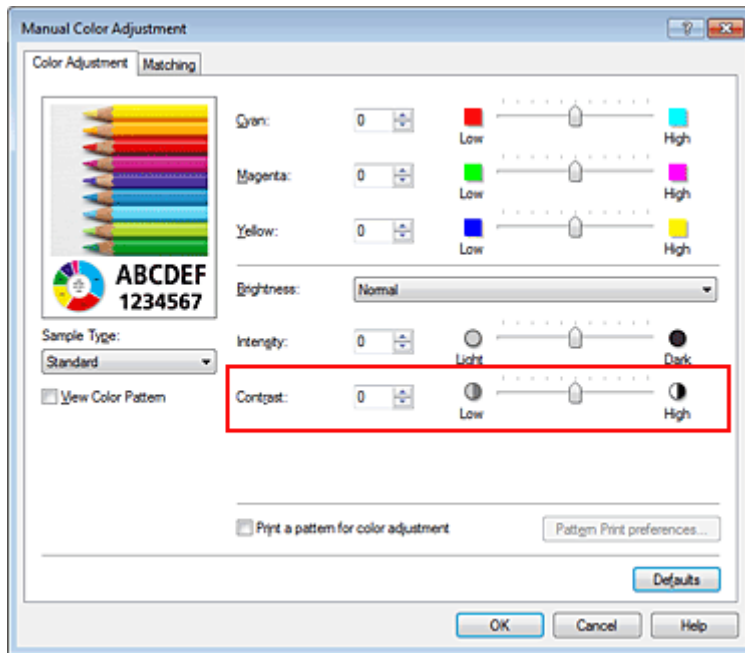 Manual Color Adjustment
Color Adjustment Matching
Cyan: 0 Low High
Magenta: 0 Low High
Yellow: 0 Low High
ABCDEF
1234567
Brightness: Normal
Sample Type:
Standard
Intensity: 0 Light Dark
View Color Pattern
Contrast: 0 Low High
Print a pattern for color adjustment Pattern Print preferences...
Defaults
OK Cancel Help